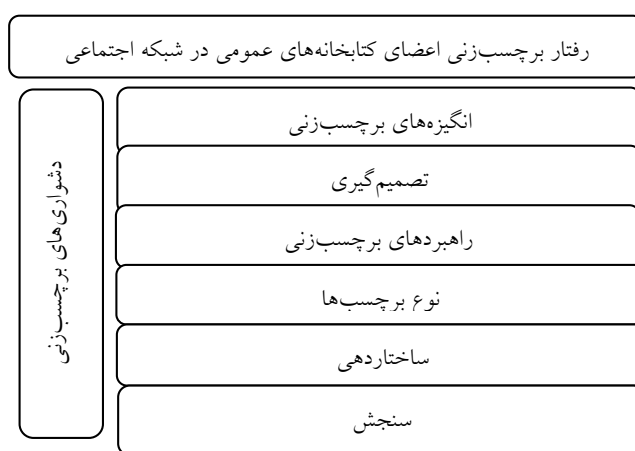 رفتار برچسب‌زنی اعضای کتابخانه‌های عمومی در شبکه اجتماعی
انگیزه‌های برچسب‌زنی
تصمیم‌گیری
راهبردهای برچسب‌زنی
نوع برچسب‌ها
ساختاردهی
سنجش
دشواری‌های برچسب‌زنی